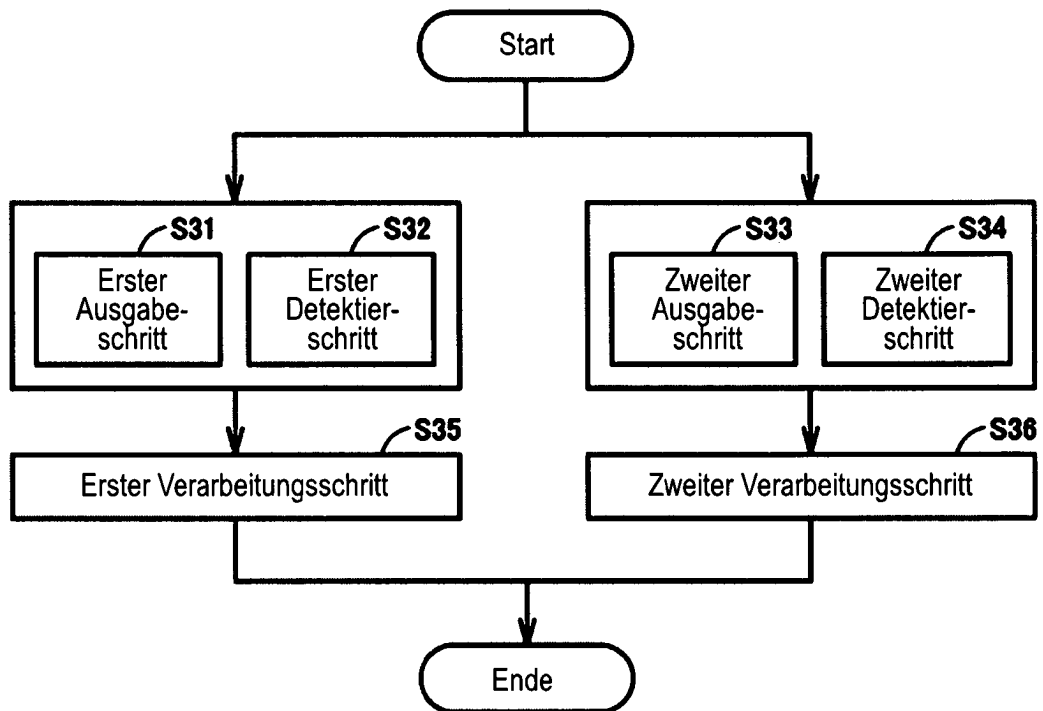 Start
S31
Erster
Ausgabe-
schritt
S32
Erster
Detektier-
schritt
S33
Zweiter
Ausgabe-
schritt
S34
Zweiter
Detektier-
schritt
S35
Erster Verarbeitungsschritt
S36
Zweiter Verarbeitungsschritt
Ende